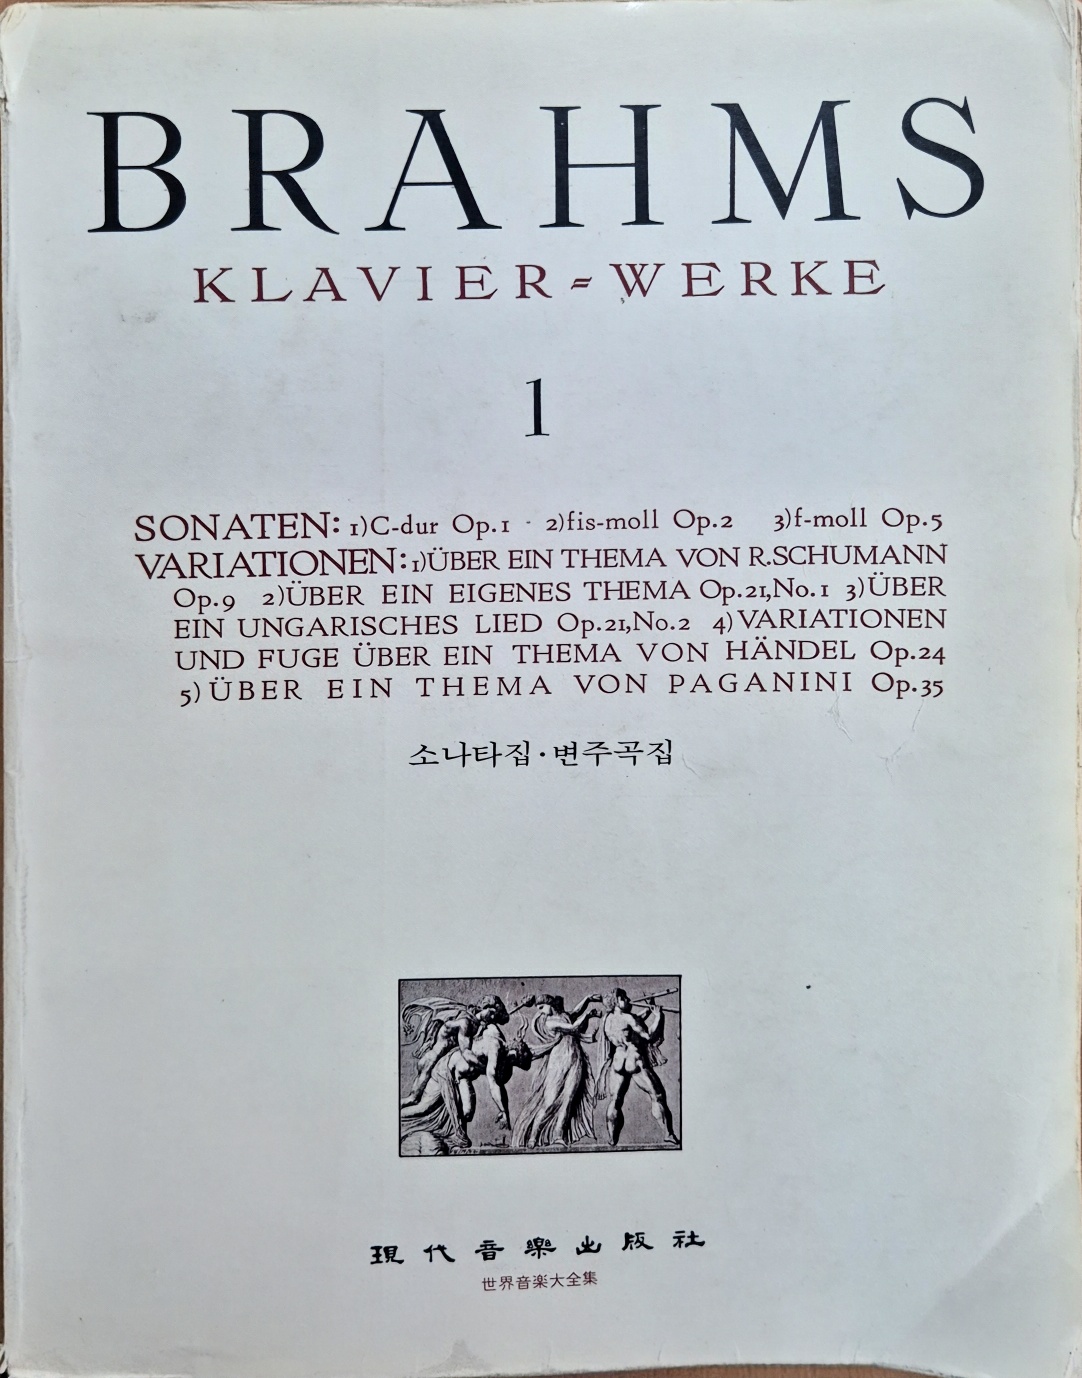 BRAHMS
KLAVIER=WERKE
1
SONATEN: 1)C-dur Op.1 · 2)fis-moll Op.2 3)f-moll Op.5
VARIATIONEN:1)ÜBER EIN THEMA VON R.SCHUMANN
Op.9 2)ÜBER EIN EIGENES THEMA Op.21,No.1 3)ÜBER
EIN UNGARISCHES LIED Op.21,No.2 4)VARIATIONEN
UND FUGE ÜBER EIN THEMA VON HÄNDEL Op.24
5)ÜBER EIN THEMA VON PAGANINI Op.35
소나타집·변주곡집
現代音樂出版社
世界音楽大全集